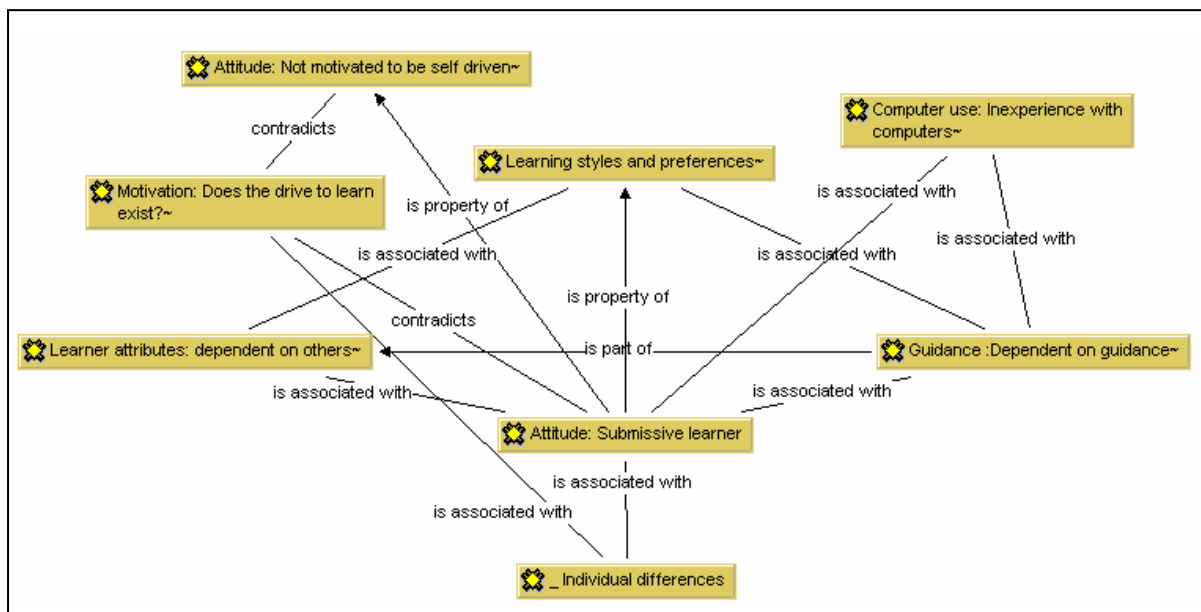 Attitude: Not motivated to be self driven~
Computer use: Inexperience with
computers~
contradicts
Learning styles and preferences~
Motivation: Does the drive to learn
exist?~
is associated with
is property of
is associated with
is associated with
is associated with
is property of
contradicts
Learner attributes: dependent on others~
is part of
Guidance :Dependent on guidance~
is associated with
is associated with
Attitude: Submissive learner
is associated with
is associated with
_ Individual differences